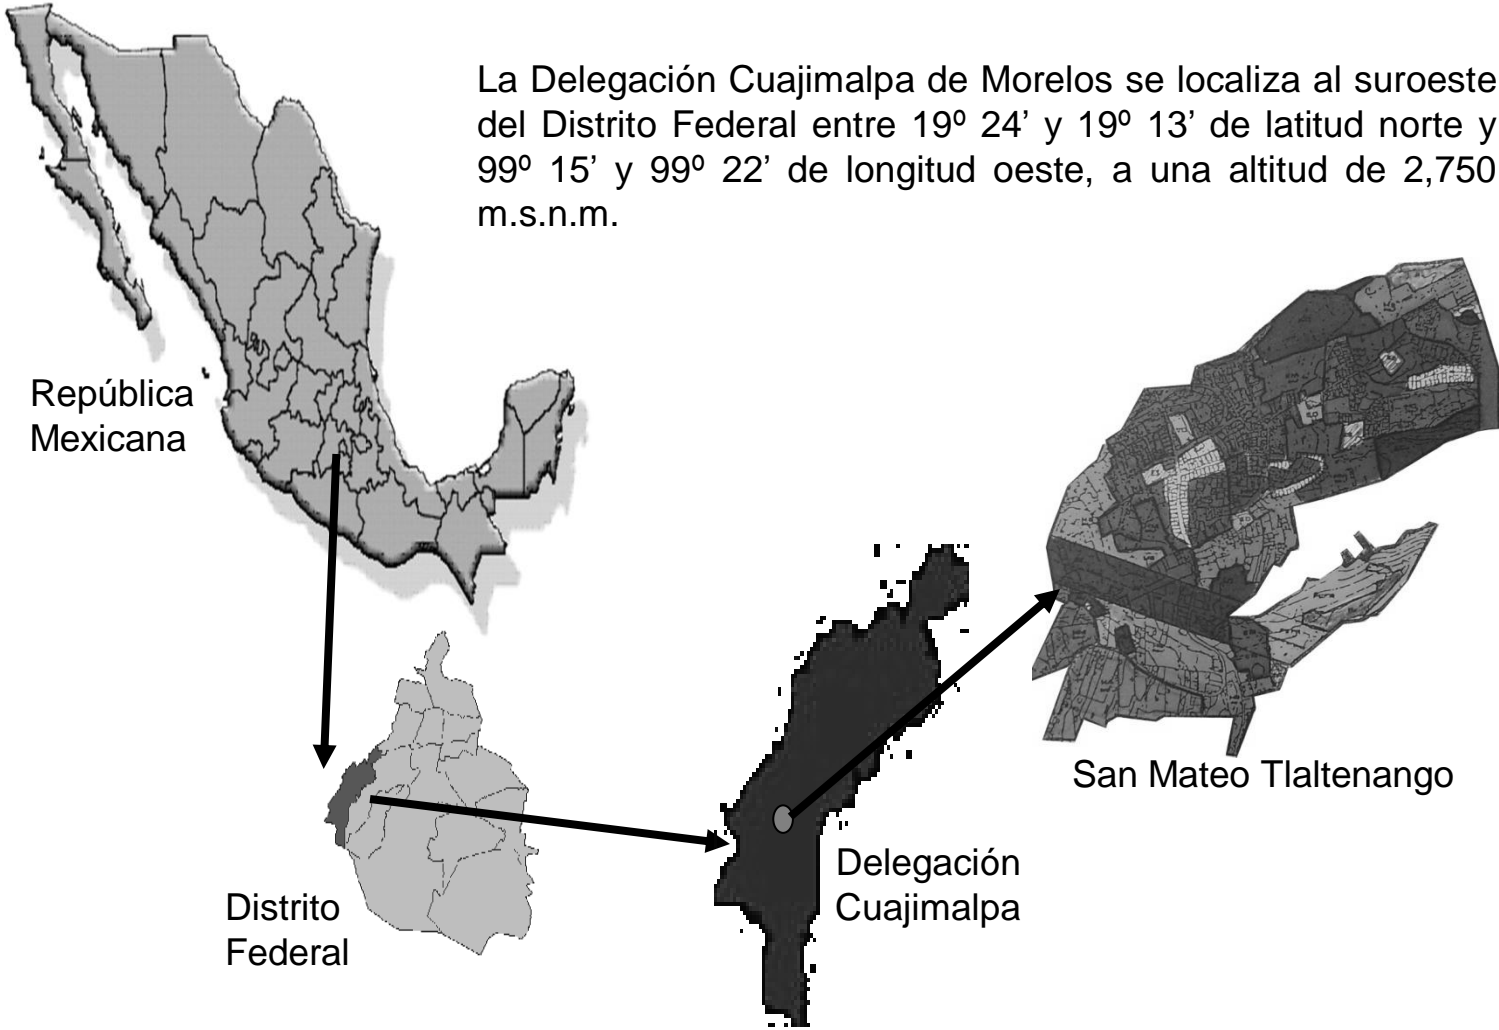 La Delegación Cuajimalpa de Morelos se localiza al suroeste
del Distrito Federal entre 19º 24’ y 19º 13’ de latitud norte y
99º 15’ y 99º 22’ de longitud oeste, a una altitud de 2,750
m.s.n.m.
República
Mexicana
San Mateo Tlaltenango
Delegación
Cuajimalpa
Distrito
Federal